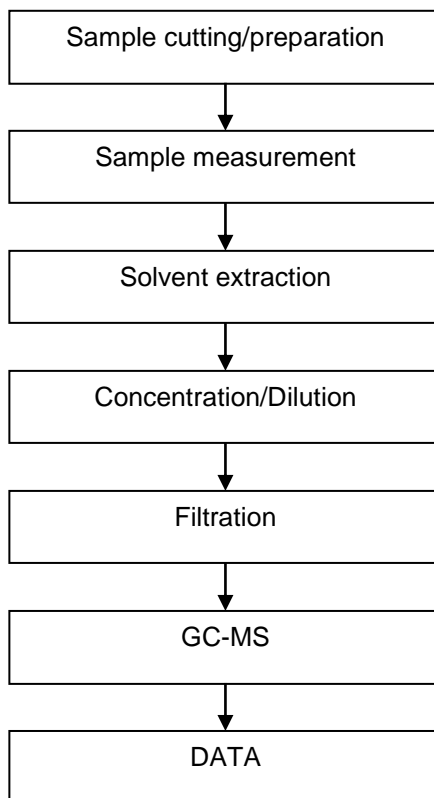 Sample cutting/preparation
Sample measurement
Solvent extraction
Concentration/Dilution
Filtration
GC-MS
DATA